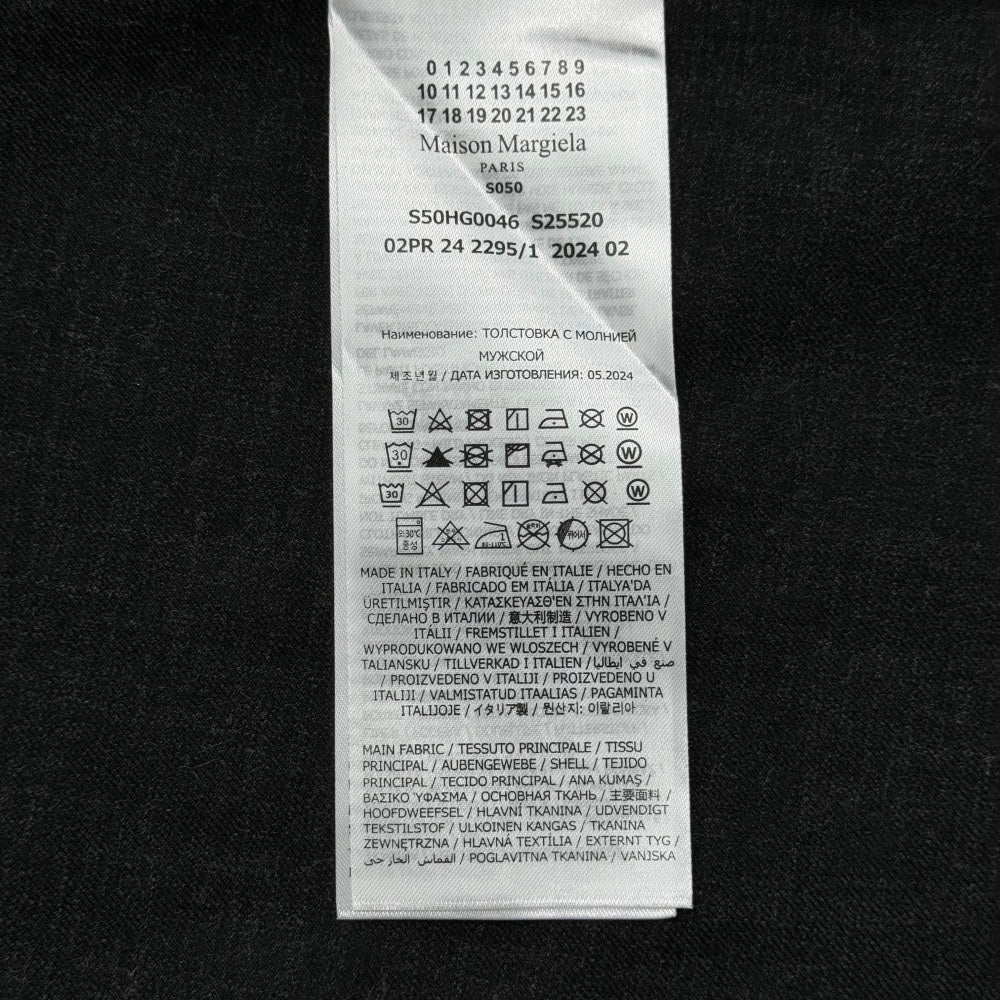 0 1 2 3 4 5 6 7 8 9
10 11 12 13 14 15 16
17 18 19 20 21 22 23
Maison Margiela
PARIS
S050
S50HG0046 S25520
02PR 24 2295/1 2024 02
Наименование: ТОЛСТОВКА С МОЛНИЕЙ
МУЖСКОЙ
제조년월 / ДАТА ИЗГОТОВЛЕНИЯ: 05.2024
30 W
30 W
30 W
중성
MADE IN ITALY / FABRIQUÉ EN ITALIE / HECHO EN
ITALIA / FABRICADO EM ITÁLIA / ITALYA'DA
ÜRETILMIŞTIR / ΚΑΤΑΣΚΕΥΑΣΘ'ΕΝ ΣΤΗΝ ΙΤΑΛ'ΙΑ /
СДЕЛАНО В ИТАЛИИ / 意大利制造 / VYROBENO V
ITÁLII / FREMSTILLET I ITALIEN /
WYPRODUKOWANO WE WLOSZECH / VYROBENÉ V
TALIANSKU / TILLVERKAD I ITALIEN / صنع في ايطاليا
/ PROIZVEDENO V ITALIJI / PROIZVEDENO U
ITALIJI / VALMISTATUD ITAALIAS / PAGAMINTA
ITALIJOJE / イタリア製 / 원산지: 이탈리아
MAIN FABRIC / TESSUTO PRINCIPALE / TISSU
PRINCIPAL / AUBENGEWEBE / SHELL / TEJIDO
PRINCIPAL / TECIDO PRINCIPAL / ANA KUMAŞ /
ΒΑΣΙΚΟ ΥΦΑΣΜΑ / ОСНОВНАЯ ТКАНЬ / 主要面料 /
HOOFDWEEFSEL / HLAVNÍ TKANINA / UDVENDIGT
TEKSTILSTOF / ULKOINEN KANGAS / TKANINA
ZEWNĘTRZNA / HLAVNÁ TEXTÍLIA / EXTERNT TYG /
القماش الخارجى / POGLAVITNA TKANINA / VANJSKA